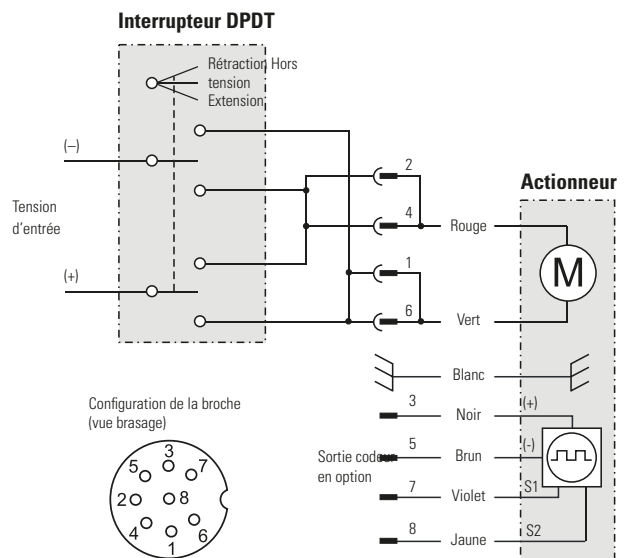 Interrupteur DPDT
Rétraction Hors
tension
Extension
(–)
Tension
d’entrée
(+)
2
4
1
6
Rouge
Vert
Actionneur
M
Blanc
3
Noir
(+)
5
Brun
(-)
Sortie codeur
en option
7
Violet
S1
8
Jaune
S2
Configuration de la broche
(vue brasage)
3
5
7
2
8
4
6
1